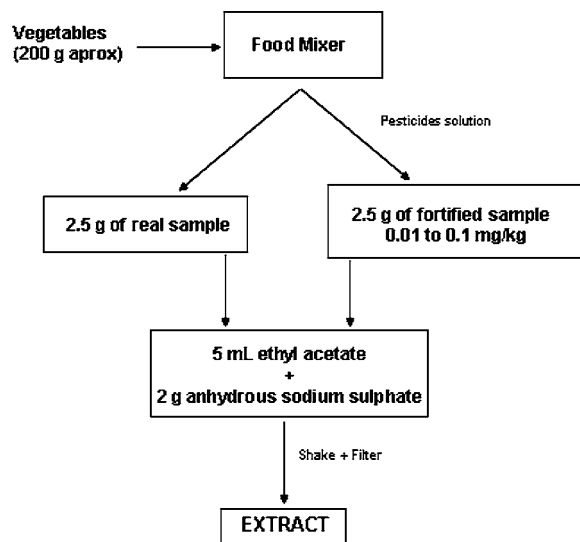 Vegetables
(200 g aprox)
Food Mixer
Pesticides solution
2.5 g of real sample
2.5 g of fortified sample
0.01 to 0.1 mg/kg
5 mL ethyl acetate
+
2 g anhydrous sodium sulphate
Shake + Filter
EXTRACT